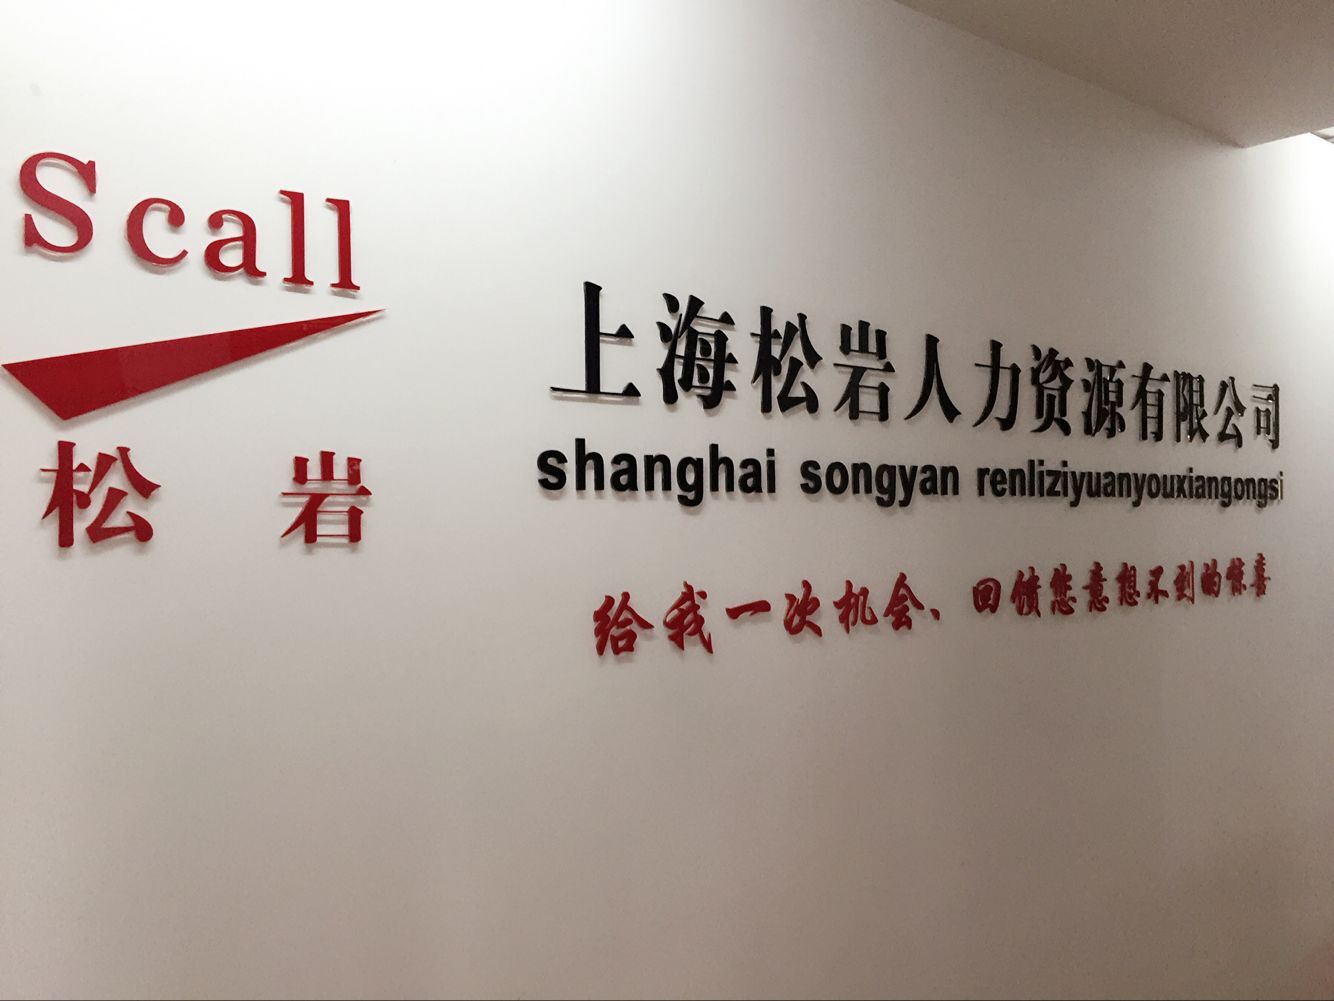 Scall
松岩
上海松岩人力资源有限公司
shanghai songyan renliziyuanyouxiangongsi
给我一次机会、回馈您意想不到的惊喜